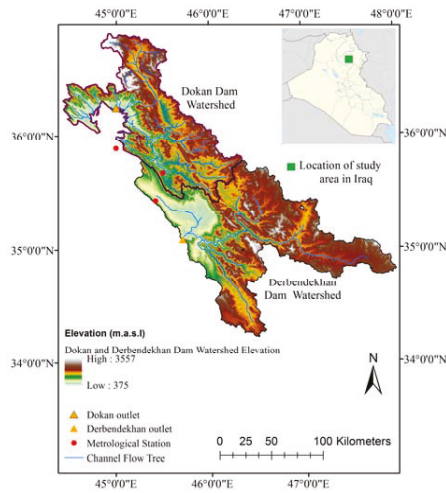 45°0'0"E 46°0'0"E 47°0'0"E 48°0'0"E
Dokan Dam
Watershed
36°0'0"N
36°0'0"N
Location of study
area in Iraq
35°0'0"N
35°0'0"N
Derbendekhan
Dam Watershed
Elevation (m.a.s.l)
Dokan and Derbendekhan Dam Watershed Elevation
High : 3557
Low : 375
34°0'0"N
34°0'0"N
N
Dokan outlet
Derbendekhan outlet
Metrological Station
Channel Flow Tree
0 25 50 100 Kilometers
45°0'0"E 46°0'0"E 47°0'0"E